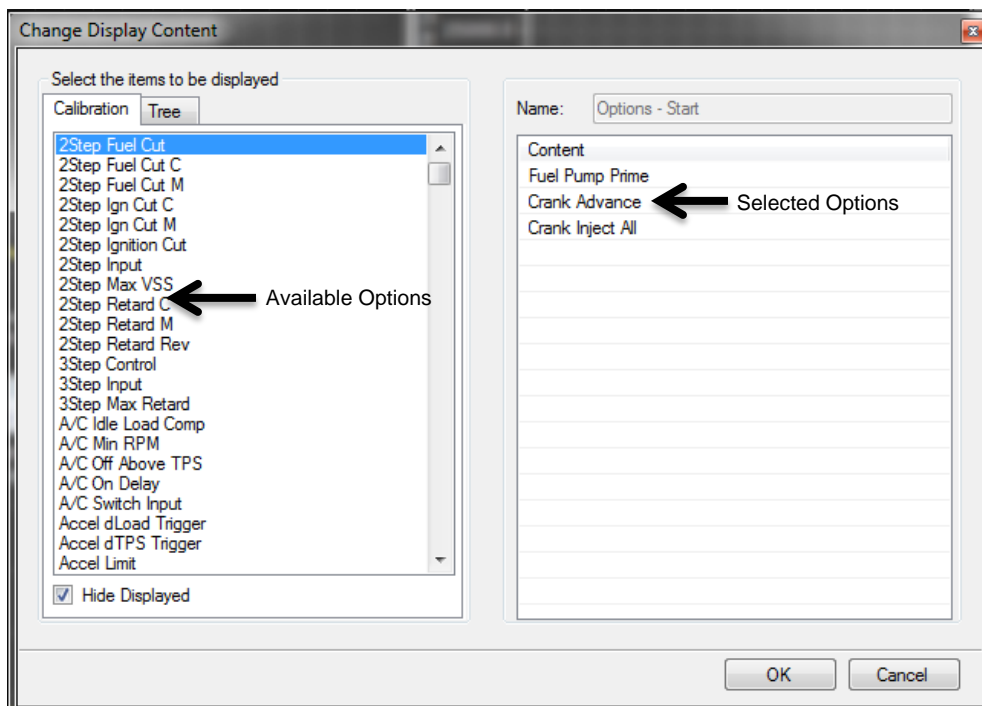 Change Display Content
Select the items to be displayed
Calibration Tree
2Step Fuel Cut
2Step Fuel Cut C
2Step Fuel Cut M
2Step Ign Cut C
2Step Ign Cut M
2Step Ignition Cut
2Step Input
2Step Max VSS
2Step Retard C
Available Options
2Step Retard M
2Step Retard Rev
3Step Control
3Step Input
3Step Max Retard
A/C Idle Load Comp
A/C Min RPM
A/C Off Above TPS
A/C On Delay
A/C Switch Input
Accel dLoad Trigger
Accel dTPS Trigger
Accel Limit
Hide Displayed
Name: Options - Start
Content
Fuel Pump Prime
Crank Advance
Selected Options
Crank Inject All
OK Cancel